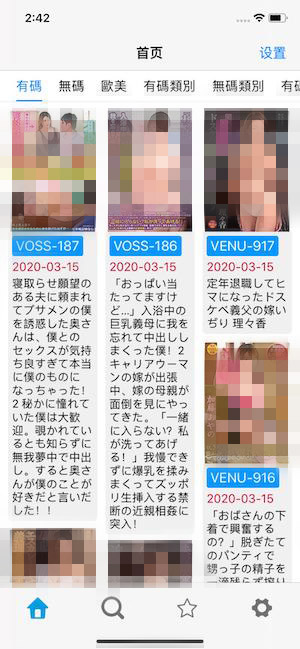 2:42
首页
设置
有碼
無碼
歐美
有碼類別
無碼類別
VOSS-187
2020-03-15
寝取らせ願望の
ある夫に頼まれ
てブサメンの僕
を誘惑した奥さ
んは、僕との
セックスが気持
ち良すぎて本当
に僕のものに
なっちゃった!
2 秘かに憧れて
いた僕は大歓
迎。覗かれてい
るとも知らずに
無我夢中で中出
し。すると奥さ
んが僕のことが
好きだと言いだ
した!!
VOSS-186
2020-03-15
「おっぱい当
たってますけ
ど…」入浴中の
巨乳義母に我を
忘れて中出しし
まくった僕! 2
キャリアウーマ
ンの嫁が出張
中、嫁の母親が
面倒を見にやっ
てきた。「一緒
に入らない?私
が洗ってあげ
る!」我慢でき
ずに爆乳を揉み
まくってズッポ
リ生挿入する禁
断の近親相姦に
突入!
VENU-917
2020-03-15
定年退職してヒ
マになったドス
ケベ義父の嫁い
ぢり 理々香
VENU-916
2020-03-15
「おばさんの下
着で興奮する
の?」脱ぎたて
のパンティで
甥っ子の精子を
一滴残らず搾り